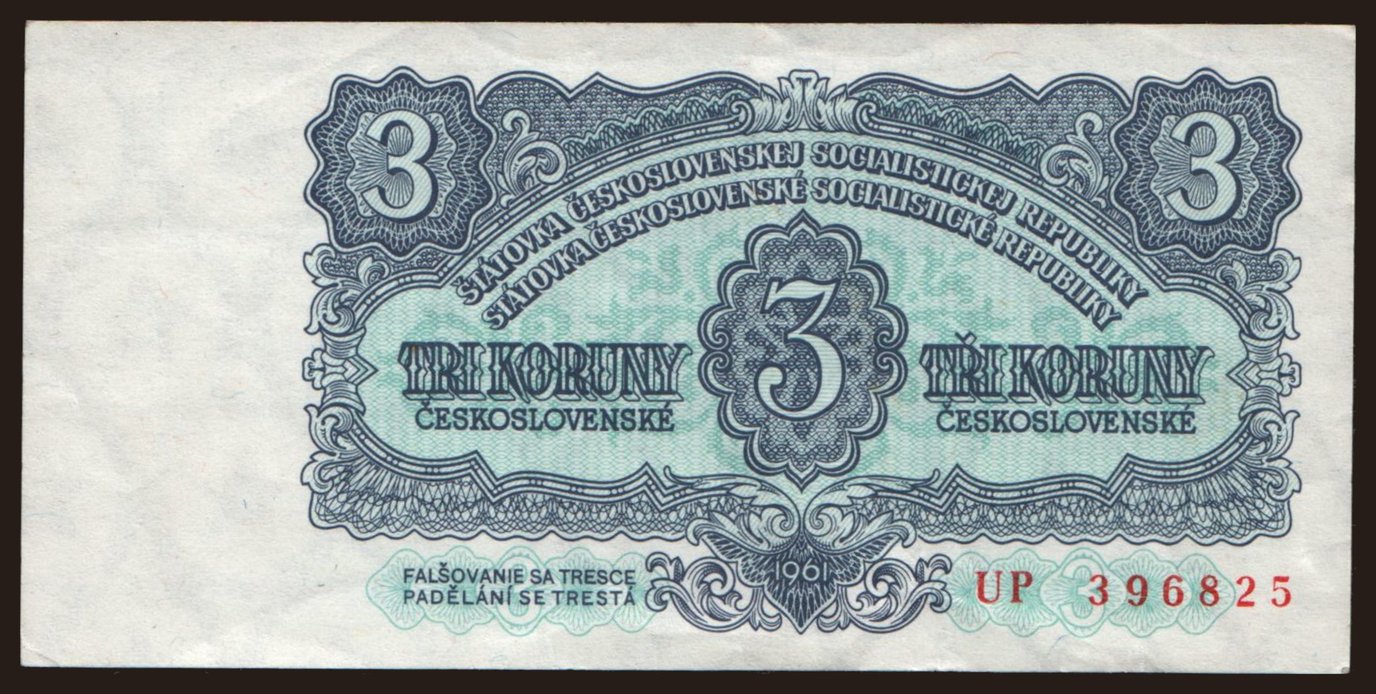 3 3
ŠTÁTOVKA ČESKOSLOVENSKEJ SOCIALISTICKEJ REPUBLIKY
STÁTOVKA ČESKOSLOVENSKÉ SOCIALISTICKÉ REPUBLIKY
3
TRI KORUNY TŘI KORUNY
ČESKOSLOVENSKÉ ČESKOSLOVENSKÉ
1961
FALŠOVANIE SA TRESCE
PADĚLÁNÍ SE TRESTÁ
UP 396825